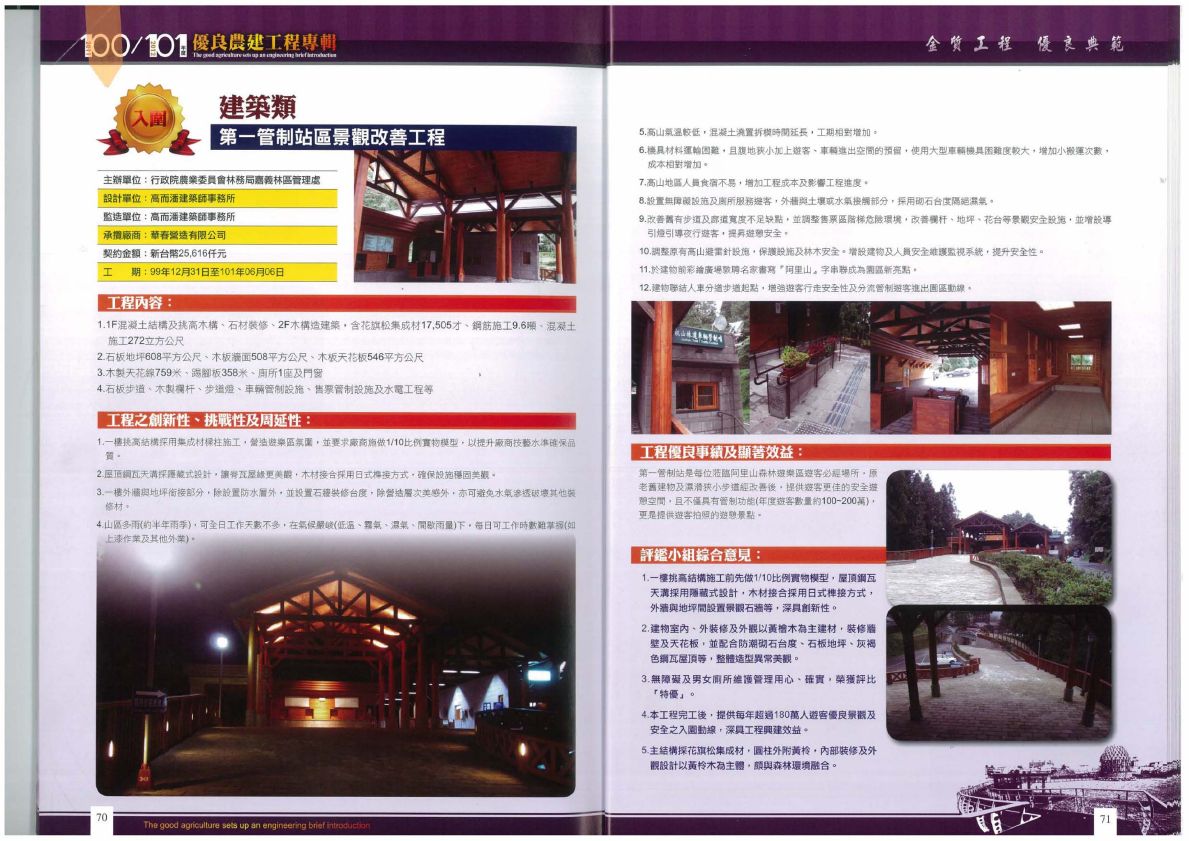 100/101年度 優良農建工程專輯
The good agriculture sets up an engineering brief introduction
入圍
建築類
第一管制站區景觀改善工程
主辦單位：行政院農業委員會林務局嘉義林區管理處
設計單位：高而潘建築師事務所
監造單位：高而潘建築師事務所
承攬廠商：華春營造有限公司
契約金額：新台幣25,616仟元
工　　期：99年12月31日至101年06月06日
工程內容：
1.1F混凝土結構及挑高木構、石材裝修、2F木構造建築，含花旗松集成材17,505才、鋼筋施工9.6噸、混凝土
施工272立方公尺
2.石板地坪608平方公尺、木板牆面508平方公尺、木板天花板546平方公尺
3.木製天花線759米、踢腳板358米、廁所1座及門窗
4.石板步道、木製欄杆、步道燈、車輛管制設施、售票管制設施及水電工程等
工程之創新性、挑戰性及周延性：
1.一樓挑高結構採用集成材樑柱施工，營造遊樂區氛圍，並要求廠商施做1/10比例實物模型，以提升廠商技藝水準確保品
質。
2.屋頂鋼瓦天溝採隱藏式設計，讓脊瓦屋緣更美觀，木材接合採用日式榫接方式，確保設施穩固美觀。
3.一樓外牆與地坪銜接部分，除設置防水層外，並設置石牆裝修台度，除營造層次美感外，亦可避免水氣滲透破壞其他裝
修材。
4.山區多雨(約半年雨季)，可全日工作天數不多，在氣候嚴峻(低溫、霧氣、濕氣、間歇雨量)下，每日可工作時數難掌握(如
上漆作業及其他外業)。
70
The good agriculture sets up an engineering brief introduction
金質工程 優良典範
5.高山氣溫較低，混凝土澆置拆模時間延長，工期相對增加。
6.機具材料運輸困難，且腹地狹小加上遊客、車輛進出空間的預留，使用大型車輛機具困難度較大，增加小搬運次數，
成本相對增加。
7.高山地區人員食宿不易，增加工程成本及影響工程進度。
8.設置無障礙設施及廁所服務遊客，外牆與土壤或水氣接觸部分，採用砌石台度隔絕濕氣。
9.改善舊有步道及廊道寬度不足缺點，並調整售票區階梯危險環境，改善欄杆、地坪、花台等景觀安全設施，並增設導
引燈引導夜行遊客，提昇遊憩安全。
10.調整原有高山避雷針設施，保護設施及林木安全。增設建物及人員安全維護監視系統，提升安全性。
11.於建物前彩繪廣場敦聘名家書寫「阿里山」字串聯成為園區新亮點。
12.建物聯結人車分道步道起點，增強遊客行走安全性及分流管制遊客進出園區動線。
工程優良事績及顯著效益：
第一管制站是每位蒞臨阿里山森林遊樂區遊客必經場所。原
老舊建物及濕滑狹小步道經改善後，提供遊客更佳的安全遊
憩空間，且不僅具有管制功能(年度遊客數量約100~200萬)，
更是提供遊客拍照的遊憩景點。
評鑑小組綜合意見：
1.一樓挑高結構施工前先做1/10比例實物模型，屋頂鋼瓦
天溝採用隱藏式設計，木材接合採用日式榫接方式，
外牆與地坪間設置景觀石牆等，深具創新性。
2.建物室內、外裝修及外觀以黃檜木為主建材，裝修牆
壁及天花板，並配合防潮砌石台度、石板地坪、灰褐
色鋼瓦屋頂等，整體造型異常美觀。
3.無障礙及男女廁所維護管理用心、確實，榮獲評比
「特優」。
4.本工程完工後，提供每年超過180萬人遊客優良景觀及
安全之入園動線，深具工程興建效益。
5.主結構採花旗松集成材，圓柱外附黃柃，內部裝修及外
觀設計以黃柃木為主體，頗與森林環境融合。
71